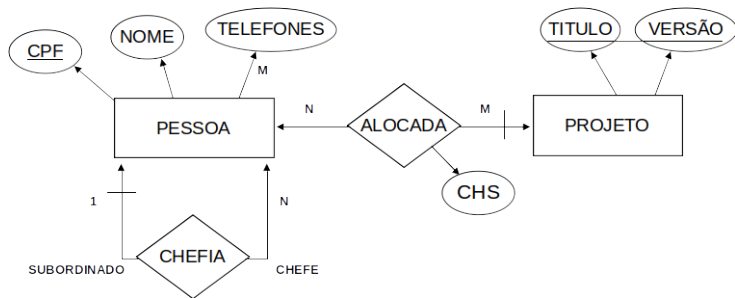 TELEFONES
NOME
CPF
TITULO
VERSÃO
M
PESSOA
N
ALOCADA
M
PROJETO
CHS
1
N
CHEFIA
SUBORDINADO
CHEFE